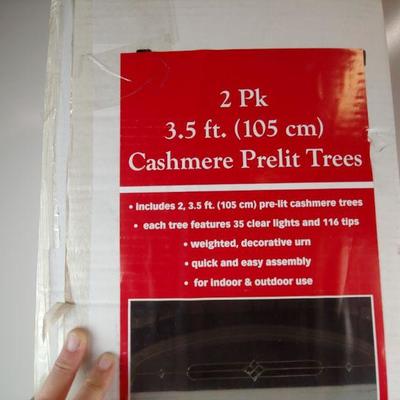 2 Pk
3.5 ft. (105 cm)
Cashmere Prelit Trees
• includes 2, 3.5 ft. (105 cm) pre-lit cashmere trees
• each tree features 35 clear lights and 116 tips
• weighted, decorative urn
• quick and easy assembly
• for indoor & outdoor use